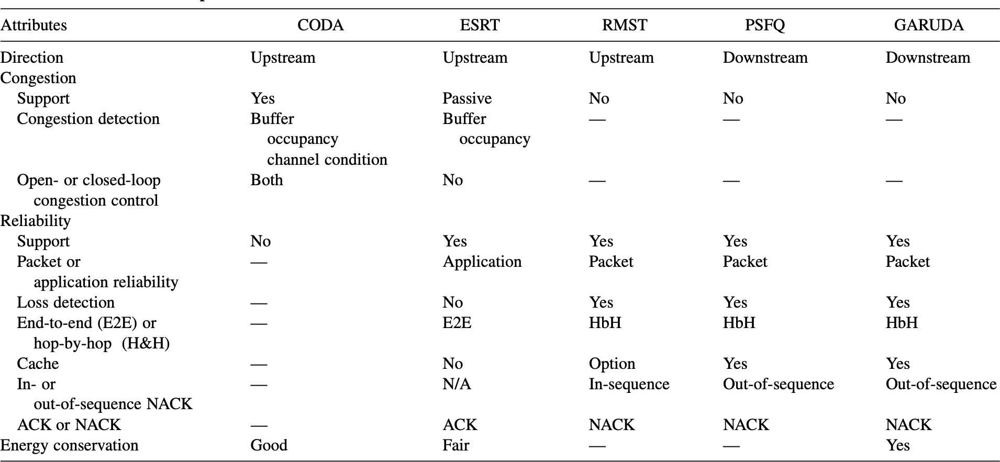 Attributes CODA ESRT RMST PSFQ GARUDA
Direction Upstream Upstream Upstream Downstream Downstream
Congestion
Support Yes Passive No No No
Congestion detection Buffer Buffer — — —
occupancy occupancy
channel condition
Open- or closed-loop Both No — — —
congestion control
Reliability
Support No Yes Yes Yes Yes
Packet or — Application Packet Packet Packet
application reliability
Loss detection — No Yes Yes Yes
End-to-end (E2E) or — E2E HbH HbH HbH
hop-by-hop (H&H)
Cache — No Option Yes Yes
In- or — N/A In-sequence Out-of-sequence Out-of-sequence
out-of-sequence NACK
ACK or NACK — ACK NACK NACK NACK
Energy conservation Good Fair — — Yes